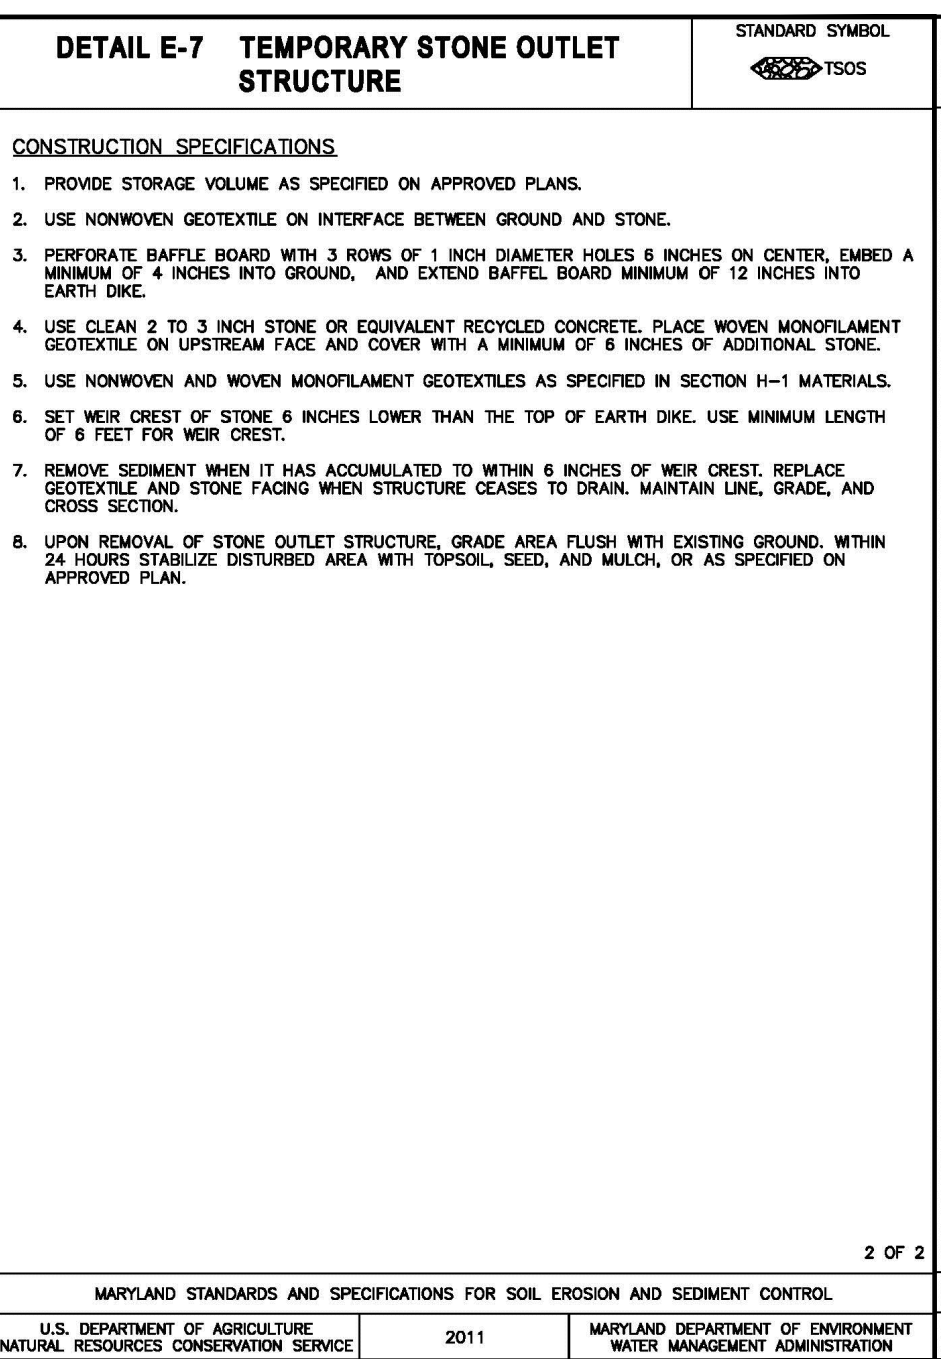 DETAIL E-7 TEMPORARY STONE OUTLET
STRUCTURE
STANDARD SYMBOL
TSOS
CONSTRUCTION SPECIFICATIONS
1. PROVIDE STORAGE VOLUME AS SPECIFIED ON APPROVED PLANS.
2. USE NONWOVEN GEOTEXTILE ON INTERFACE BETWEEN GROUND AND STONE.
3. PERFORATE BAFFLE BOARD WITH 3 ROWS OF 1 INCH DIAMETER HOLES 6 INCHES ON CENTER, EMBED A
MINIMUM OF 4 INCHES INTO GROUND, AND EXTEND BAFFEL BOARD MINIMUM OF 12 INCHES INTO
EARTH DIKE.
4. USE CLEAN 2 TO 3 INCH STONE OR EQUIVALENT RECYCLED CONCRETE. PLACE WOVEN MONOFILAMENT
GEOTEXTILE ON UPSTREAM FACE AND COVER WITH A MINIMUM OF 6 INCHES OF ADDITIONAL STONE.
5. USE NONWOVEN AND WOVEN MONOFILAMENT GEOTEXTILES AS SPECIFIED IN SECTION H-1 MATERIALS.
6. SET WEIR CREST OF STONE 6 INCHES LOWER THAN THE TOP OF EARTH DIKE. USE MINIMUM LENGTH
OF 6 FEET FOR WEIR CREST.
7. REMOVE SEDIMENT WHEN IT HAS ACCUMULATED TO WITHIN 6 INCHES OF WEIR CREST. REPLACE
GEOTEXTILE AND STONE FACING WHEN STRUCTURE CEASES TO DRAIN. MAINTAIN LINE, GRADE, AND
CROSS SECTION.
8. UPON REMOVAL OF STONE OUTLET STRUCTURE, GRADE AREA FLUSH WITH EXISTING GROUND. WITHIN
24 HOURS STABILIZE DISTURBED AREA WITH TOPSOIL, SEED, AND MULCH, OR AS SPECIFIED ON
APPROVED PLAN.
2 OF 2
MARYLAND STANDARDS AND SPECIFICATIONS FOR SOIL EROSION AND SEDIMENT CONTROL
U.S. DEPARTMENT OF AGRICULTURE
NATURAL RESOURCES CONSERVATION SERVICE
2011
MARYLAND DEPARTMENT OF ENVIRONMENT
WATER MANAGEMENT ADMINISTRATION